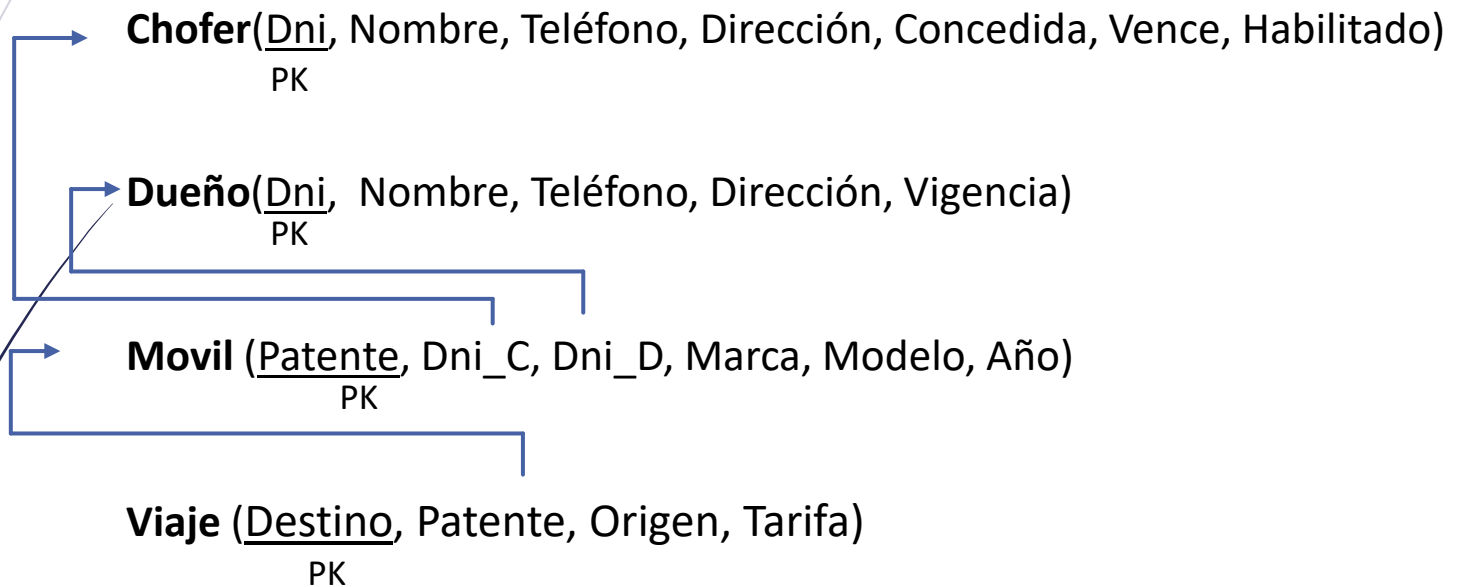 Chofer(Dni, Nombre, Teléfono, Dirección, Concedida, Vence, Habilitado)
PK
Dueño(Dni, Nombre, Teléfono, Dirección, Vigencia)
PK
Movil (Patente, Dni_C, Dni_D, Marca, Modelo, Año)
PK
Viaje (Destino, Patente, Origen, Tarifa)
PK